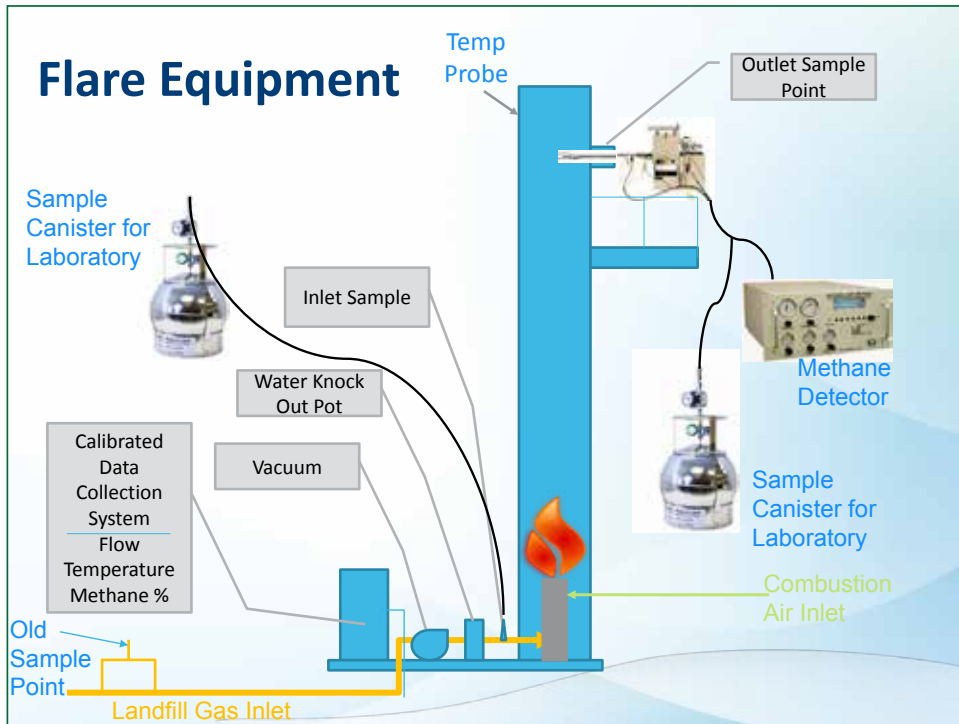 Flare Equipment
Temp
Probe
Outlet Sample
Point
Sample
Canister for
Laboratory
Inlet Sample
Water Knock
Out Pot
Vacuum
Calibrated
Data
Collection
System
Flow
Temperature
Methane %
Methane
Detector
Sample
Canister for
Laboratory
Combustion
Air Inlet
Old
Sample
Point
Landfill Gas Inlet